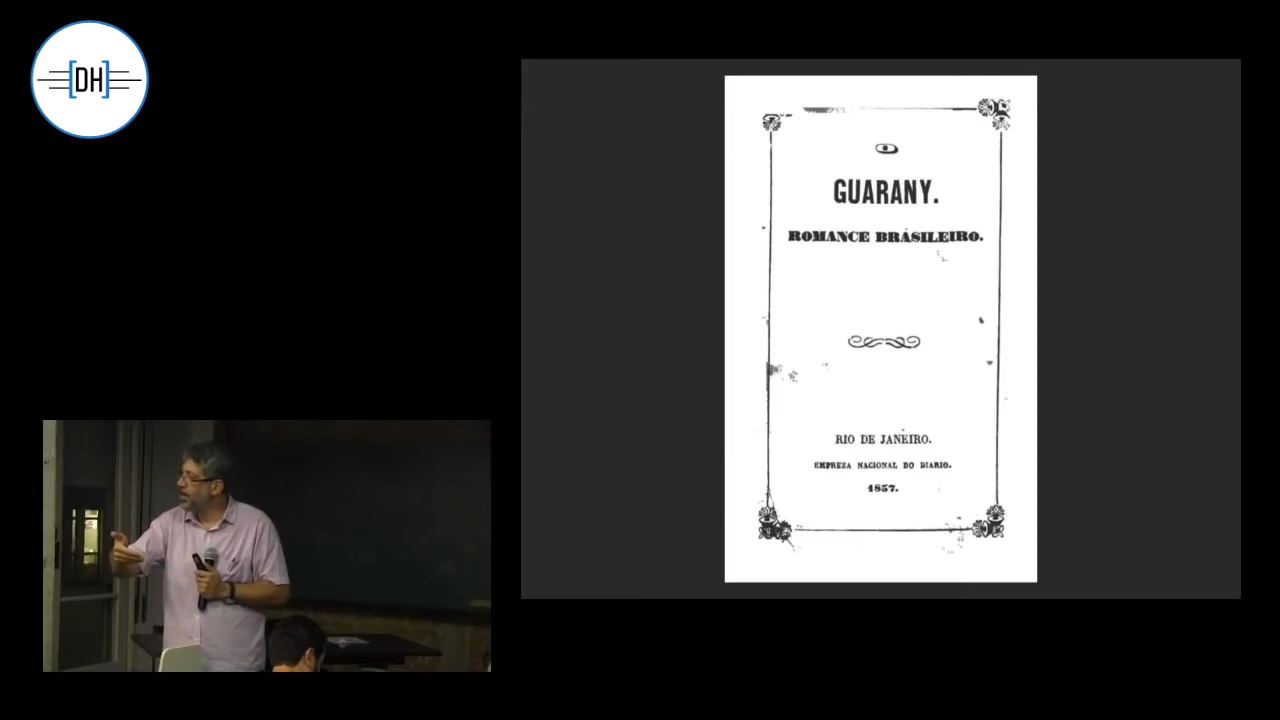 [DH]
O
GUARANY.
ROMANCE BRASILEIRO.
RIO DE JANEIRO.
EMPREZA NACIONAL DO DIARIO.
1857.